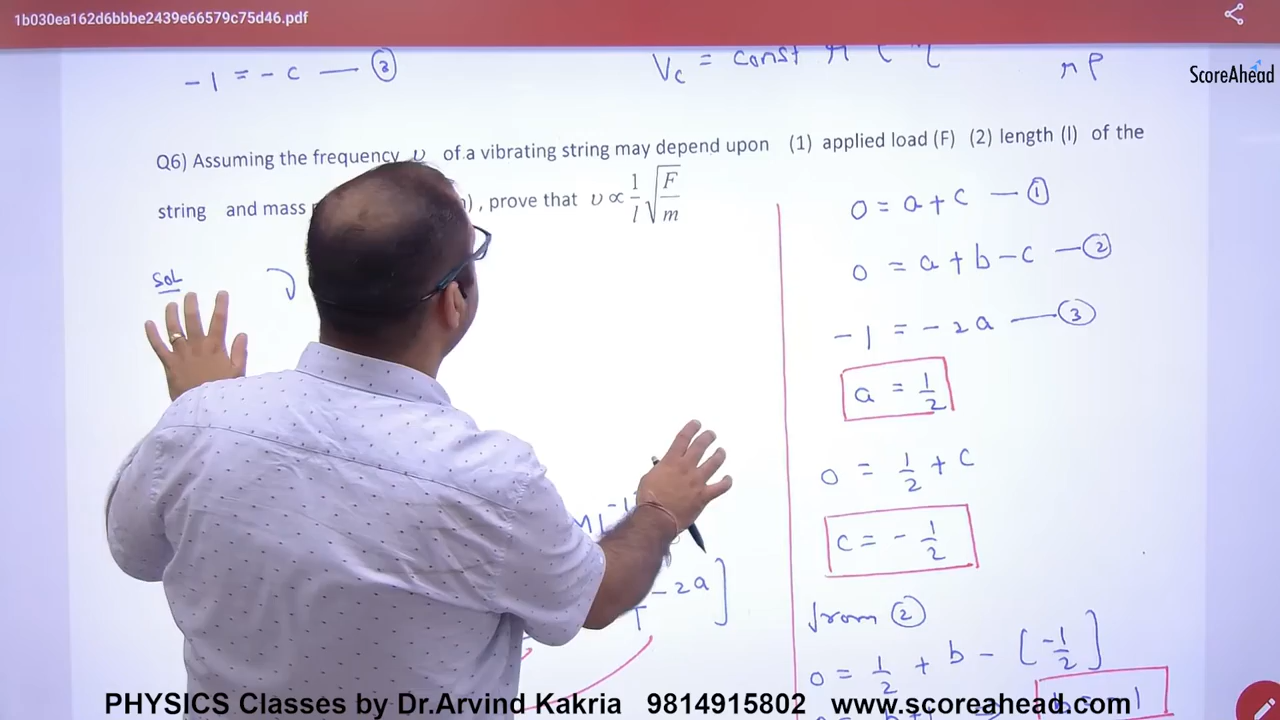 1b030ea162d6bbbe2439e66579c75d46.pdf
-1 = -c — ②
Vc = const
r ρ
ScoreAhead
Q6) Assuming the frequency υ of a vibrating string may depend upon (1) applied load (F) (2) length (l) of the
string and mass , prove that υ ∝ 1/l √(F/m)
Sol
0 = a + c — ①
0 = a + b - c — ②
-1 = -2a — ③
a = 1/2
0 = 1/2 + c
c = -1/2
T^-2a ]
from ②
0 = 1/2 + b - [-1/2]
PHYSICS Classes by Dr.Arvind Kakria 9814915802 www.scoreahead.com